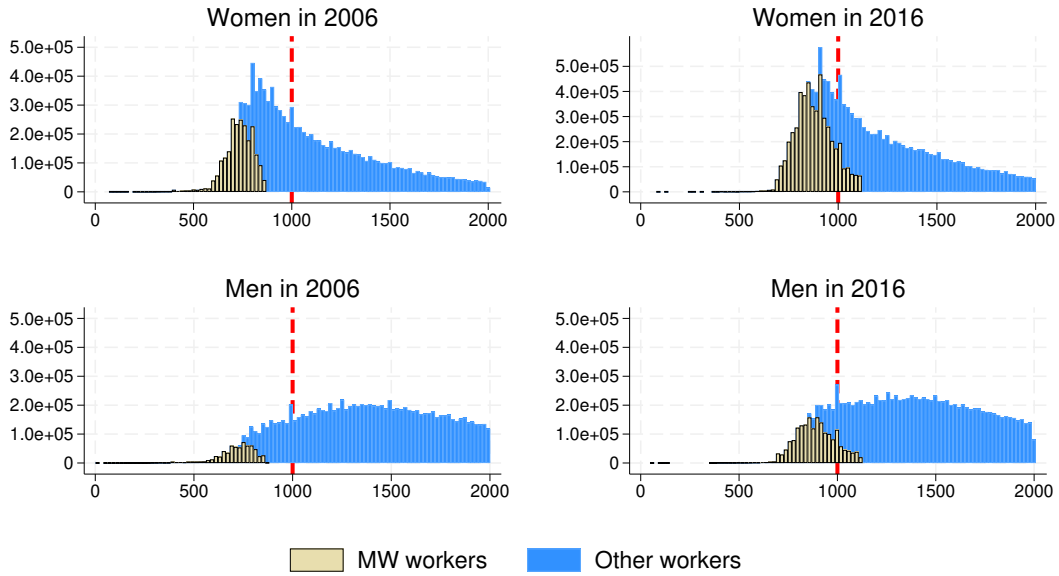 Women in 2006
5.0e+05
4.0e+05
3.0e+05
2.0e+05
1.0e+05
0
0 500 1000 1500 2000
Women in 2016
5.0e+05
4.0e+05
3.0e+05
2.0e+05
1.0e+05
0
0 500 1000 1500 2000
Men in 2006
5.0e+05
4.0e+05
3.0e+05
2.0e+05
1.0e+05
0
0 500 1000 1500 2000
Men in 2016
5.0e+05
4.0e+05
3.0e+05
2.0e+05
1.0e+05
0
0 500 1000 1500 2000
MW workers Other workers